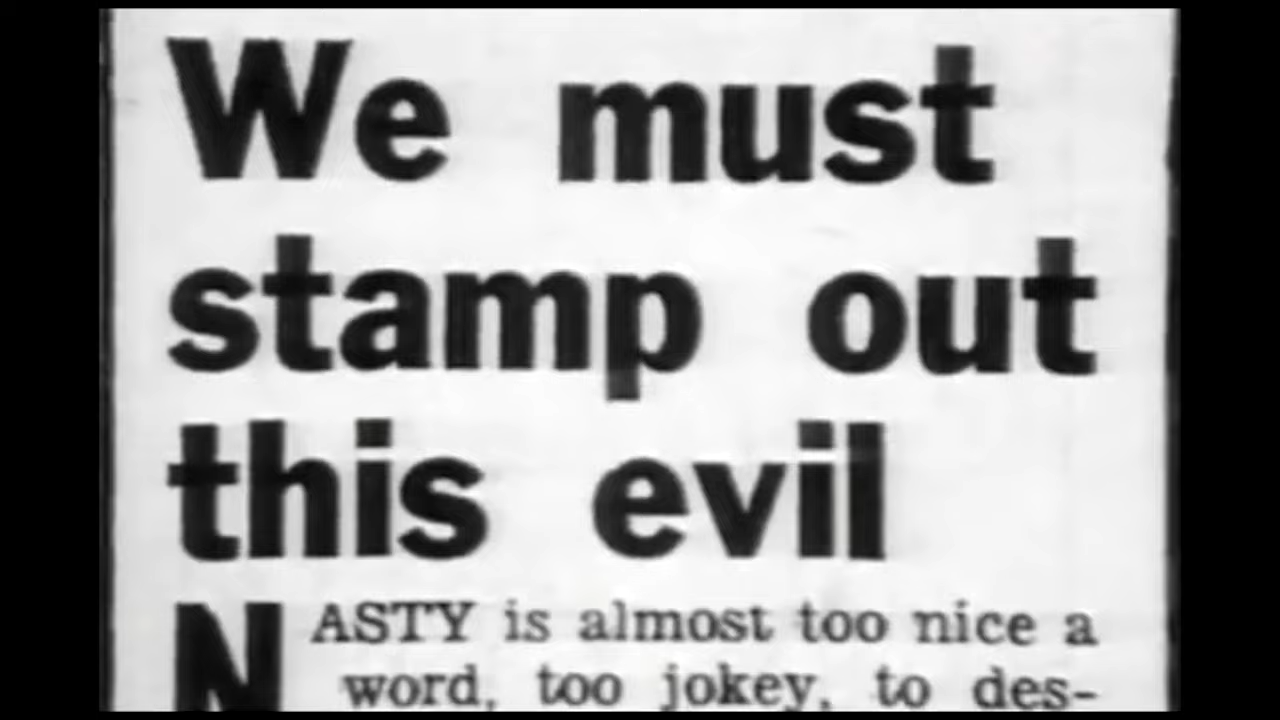 We must
stamp out
this evil
NASTY is almost too nice a
word, too jokey, to des-